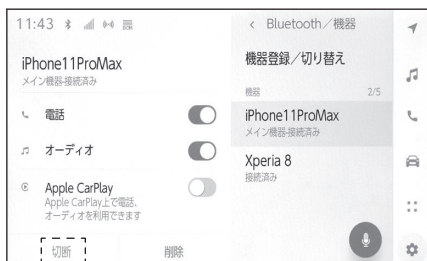 11:43
iPhone11ProMax
メイン機器-接続済み
電話
オーディオ
Apple CarPlay
Apple CarPlay上で電話、
オーディオを利用できます
切断
削除
< Bluetooth／機器
機器登録／切り替え
機器 2/5
iPhone11ProMax
メイン機器-接続済み
Xperia 8
接続済み